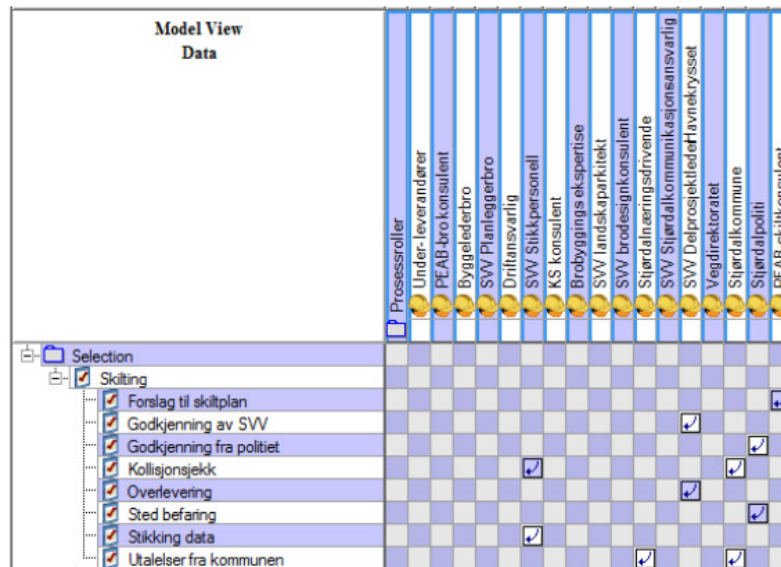 Model View
Data
Prosessroller
Under- leverandører
PEAB-bro konsulent
Byggelederbro
SVV Planleggerbro
Driftansvarlig
SVV Stikkpersonell
KS konsulent
Brobyggings ekspertise
SVV landskaparkitekt
SVV brodesignkonsulent
Stjørdalnæringsdrivende
SVV Stjørdalkommunikasjonsansvarlig
SVV DelprosjektlederHavnekrysset
Vegdirektoratet
Stjørdalkommune
Stjørdalpoliti
PEAB-skiltkonsulent
Selection
Skilting
Forslag til skiltplan
Godkjenning av SVV
Godkjenning fra politiet
Kollisjonsjekk
Overlevering
Sted befaring
Stikking data
Utalelser fra kommunen